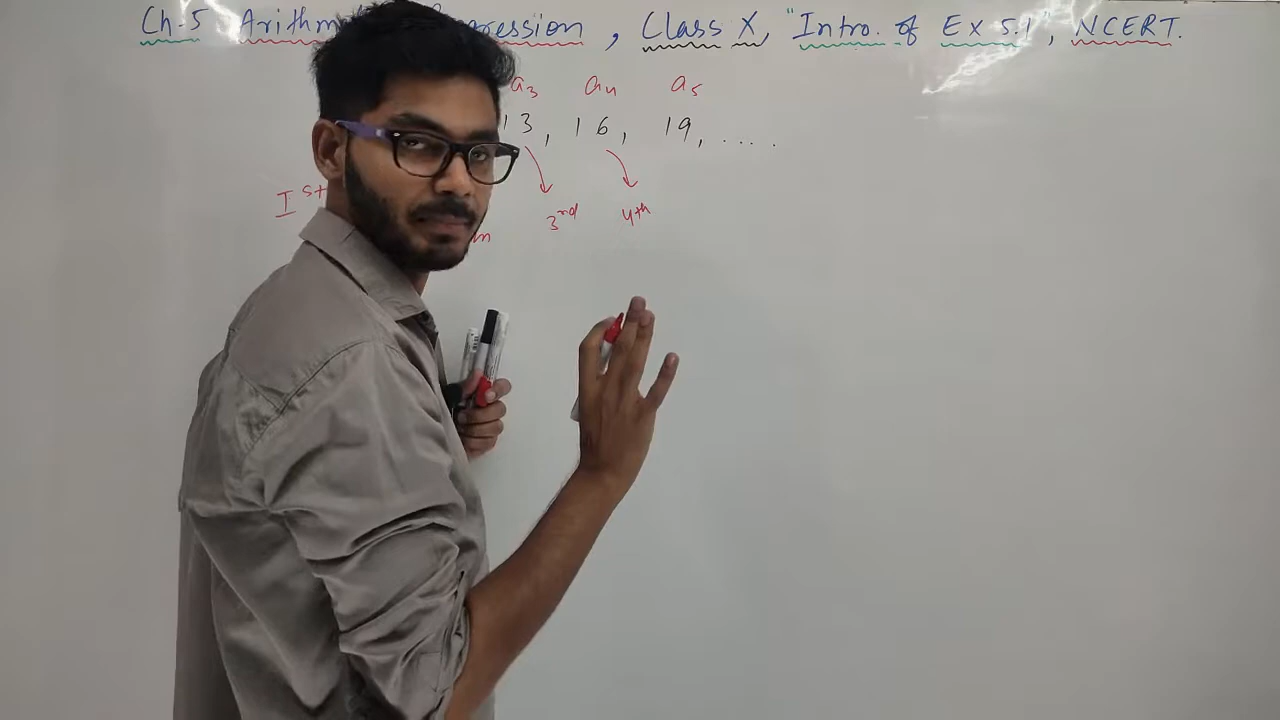 Ch-5 Arithm ression, Class X, "Intro. of Ex 5.1", NCERT.
a3 a4 a5
13, 16, 19, ....
Ist 3rd 4th